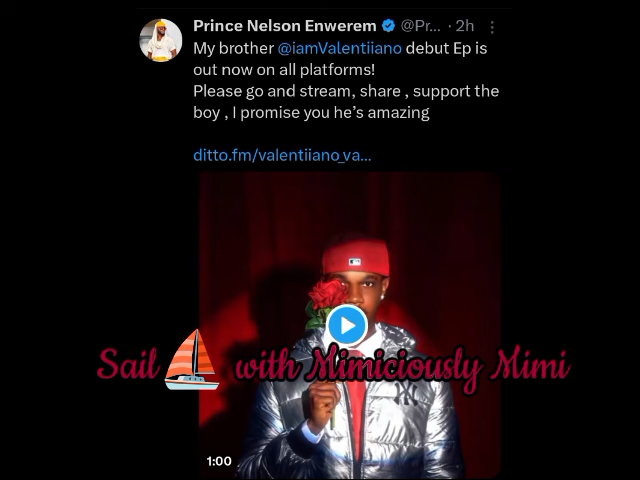 Prince Nelson Enwerem @Pr... · 2h
My brother @iamValentiiano debut Ep is
out now on all platforms!
Please go and stream, share , support the
boy , I promise you he’s amazing
ditto.fm/valentiiano_va...
Sail with Mimiciously Mimi
1:00